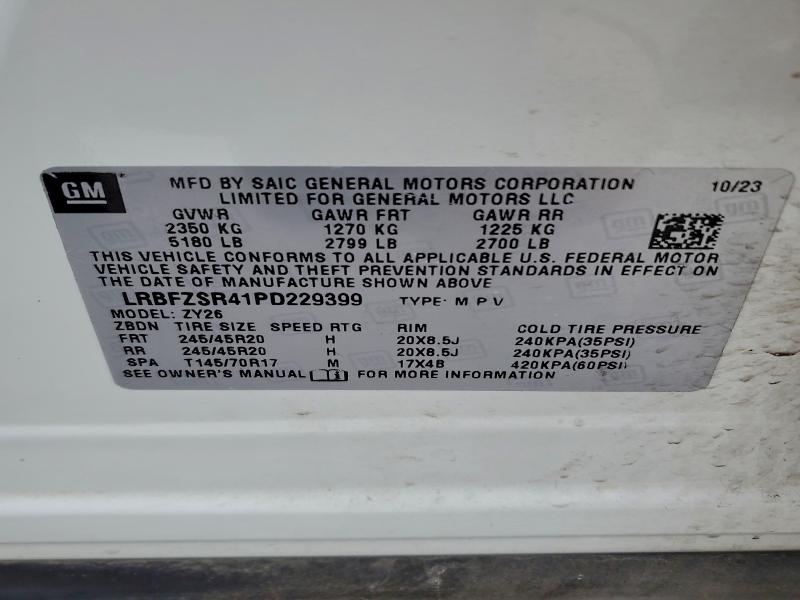 GM MFD BY SAIC GENERAL MOTORS CORPORATION 10/23
LIMITED FOR GENERAL MOTORS LLC
GVWR GAWR FRT GAWR RR
2350 KG 1270 KG 1225 KG
5180 LB 2799 LB 2700 LB
THIS VEHICLE CONFORMS TO ALL APPLICABLE U.S. FEDERAL MOTOR
VEHICLE SAFETY AND THEFT PREVENTION STANDARDS IN EFFECT ON
THE DATE OF MANUFACTURE SHOWN ABOVE
LRBFZSR41PD229399 TYPE: M P V
MODEL: ZY26
ZBDN TIRE SIZE SPEED RTG RIM COLD TIRE PRESSURE
FRT 245/45R20 H 20X8.5J 240KPA(35PSI)
RR 245/45R20 H 20X8.5J 240KPA(35PSI)
SPA T145/70R17 M 17X4B 420KPA(60PSI)
SEE OWNER'S MANUAL FOR MORE INFORMATION